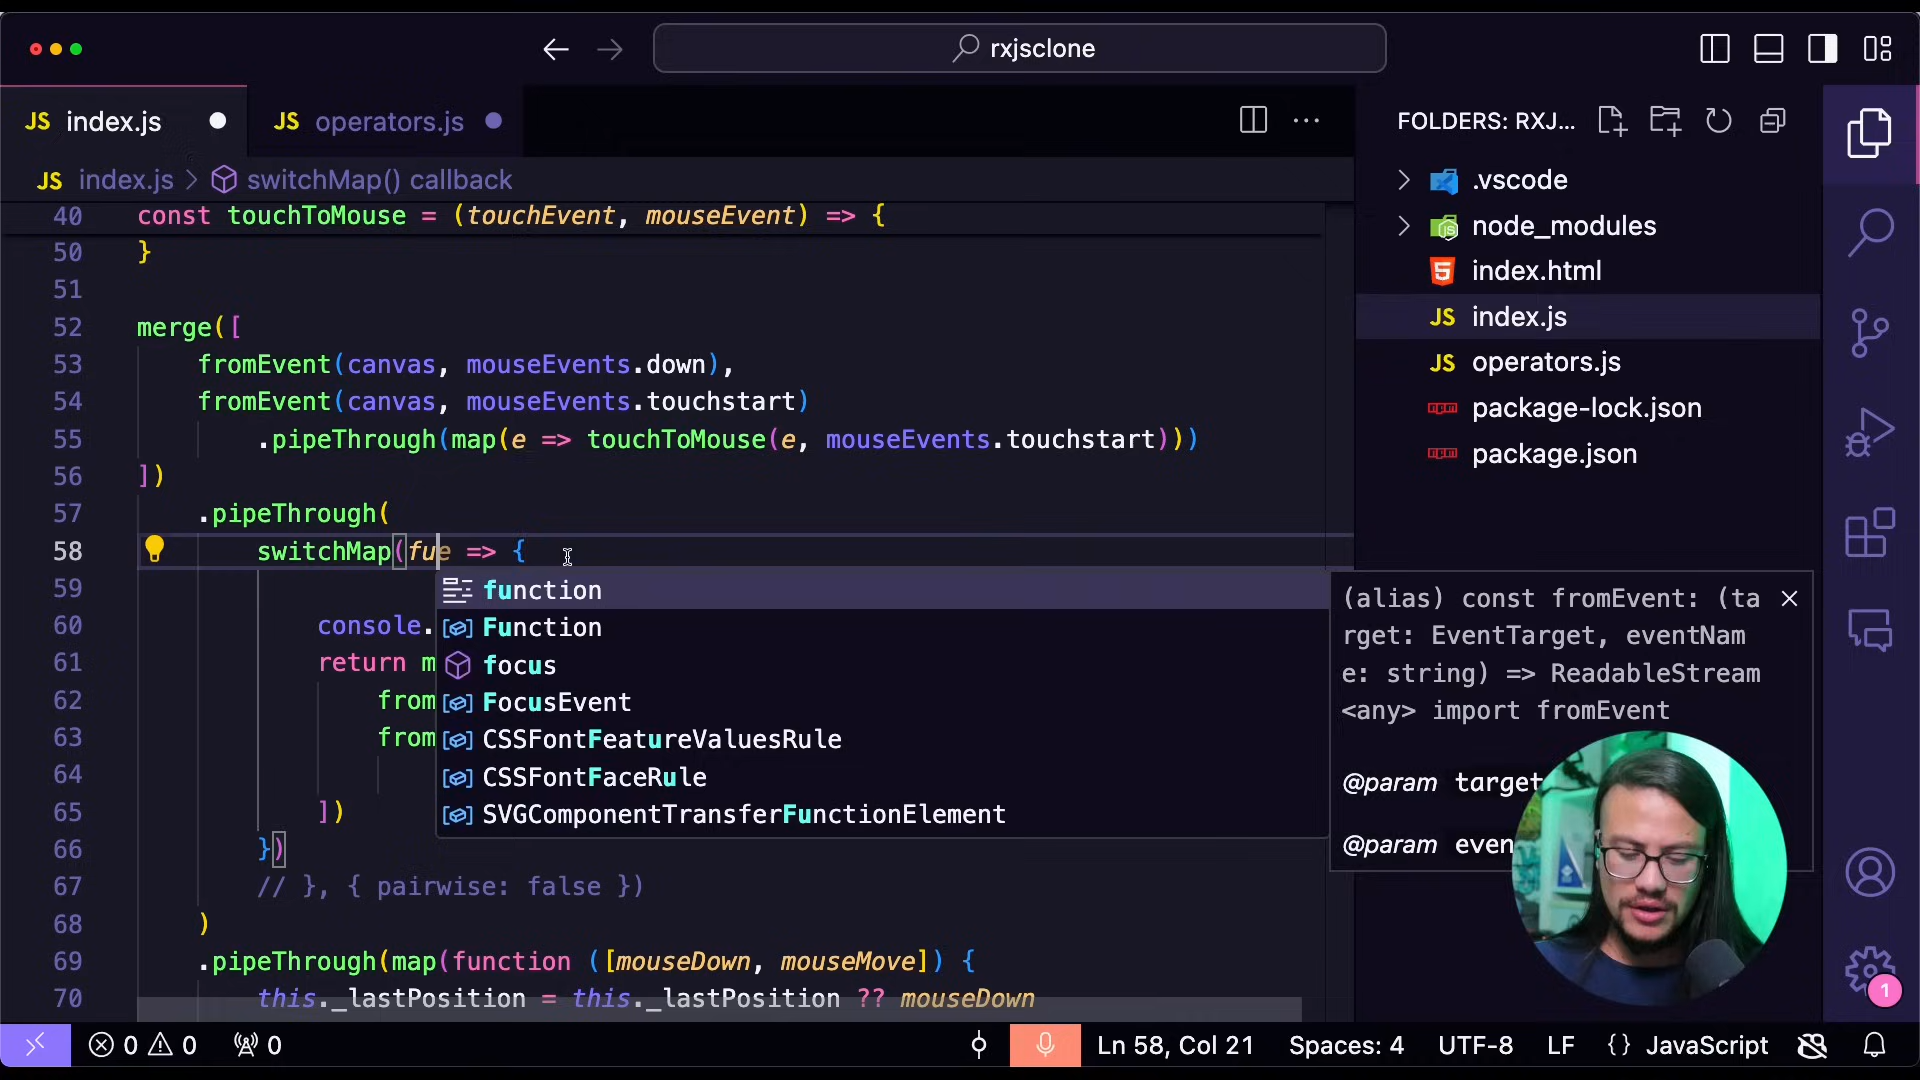 rxjsclone
JS index.js
JS operators.js
JS index.js > switchMap() callback
40 const touchToMouse = (touchEvent, mouseEvent) => {
50 }
51
52 merge([
53 fromEvent(canvas, mouseEvents.down),
54 fromEvent(canvas, mouseEvents.touchstart)
55 .pipeThrough(map(e => touchToMouse(e, mouseEvents.touchstart)))
56 ])
57 .pipeThrough(
58 switchMap(fue => {
59
60 console.
61 return m
62 from
63 from
64
65 ])
66 })
67 // }, { pairwise: false })
68 )
69 .pipeThrough(map(function ([mouseDown, mouseMove]) {
70 this._lastPosition = this._lastPosition ?? mouseDown
function
Function
focus
FocusEvent
CSSFontFeatureValuesRule
CSSFontFaceRule
SVGComponentTransferFunctionElement
(alias) const fromEvent: (ta
rget: EventTarget, eventNam
e: string) => ReadableStream
<any> import fromEvent
@param target
@param even
FOLDERS: RXJ...
.vscode
node_modules
index.html
JS index.js
JS operators.js
package-lock.json
package.json
1
0 0 0
Ln 58, Col 21
Spaces: 4
UTF-8
LF
{} JavaScript